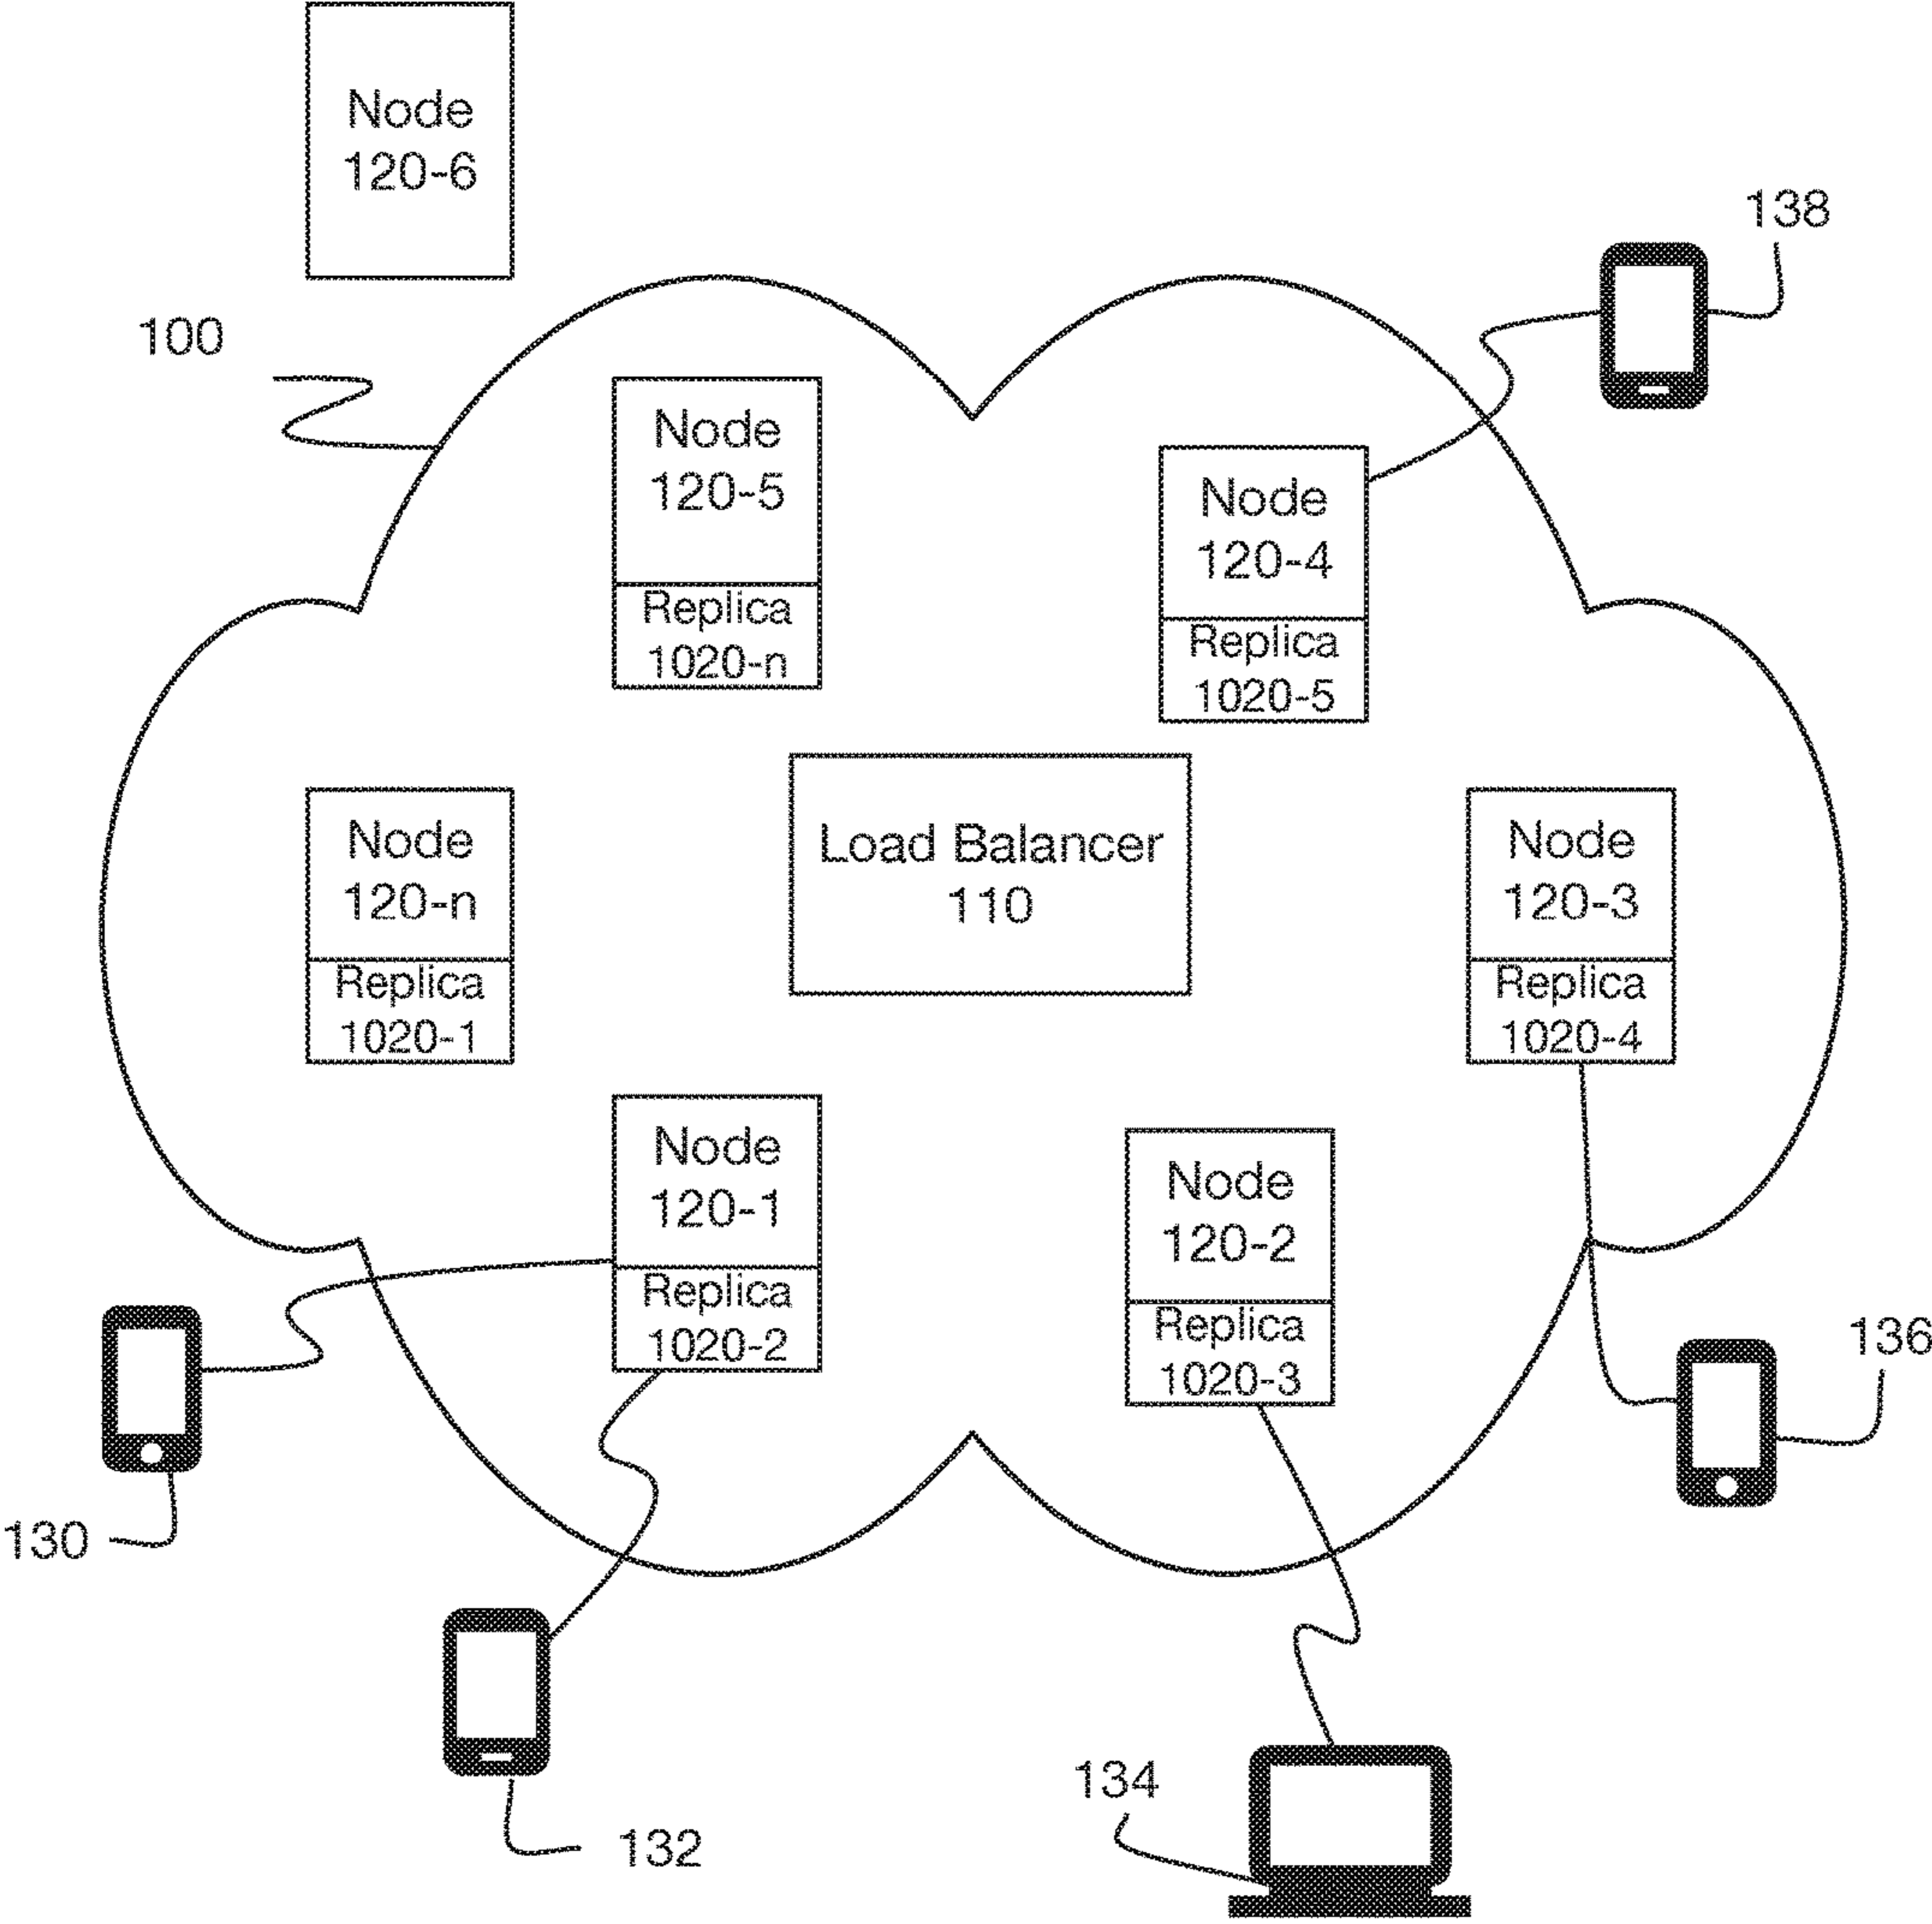 Node
120-6
138
100
Node
120-5
Replica
1020-n
Node
120-4
Replica
1020-5
Node
120-n
Replica
1020-1
Load Balancer
110
Node
120-3
Replica
1020-4
Node
120-1
Replica
1020-2
Node
120-2
Replica
1020-3
136
130
134
132